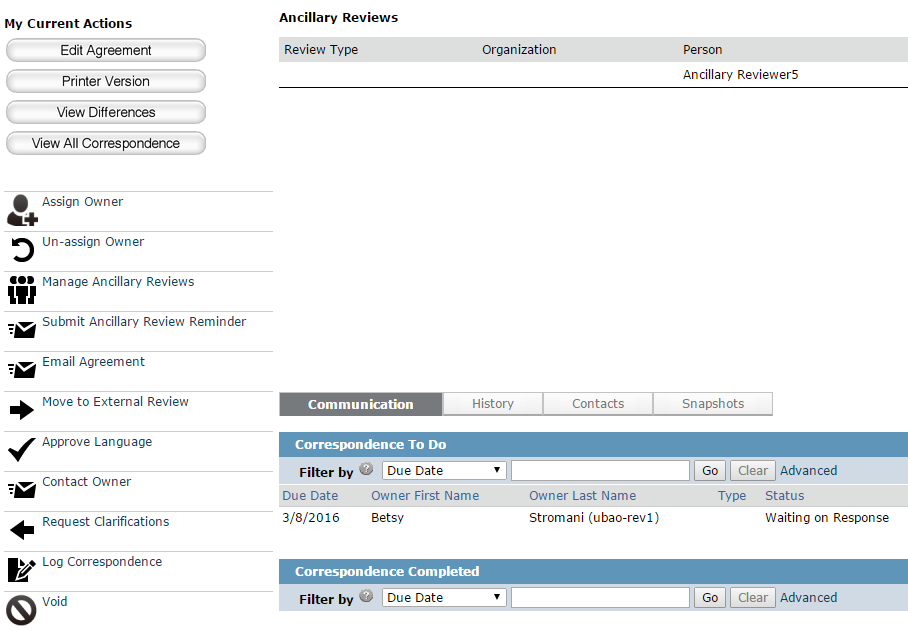 My Current Actions
Edit Agreement
Printer Version
View Differences
View All Correspondence
Assign Owner
Un-assign Owner
Manage Ancillary Reviews
Submit Ancillary Review Reminder
Email Agreement
Move to External Review
Approve Language
Contact Owner
Request Clarifications
Log Correspondence
Void
Ancillary Reviews
Review Type Organization Person
Ancillary Reviewer5
Communication History Contacts Snapshots
Correspondence To Do
Filter by ? Due Date Go Clear Advanced
Due Date Owner First Name Owner Last Name Type Status
3/8/2016 Betsy Stromani (ubao-rev1) Waiting on Response
Correspondence Completed
Filter by ? Due Date Go Clear Advanced